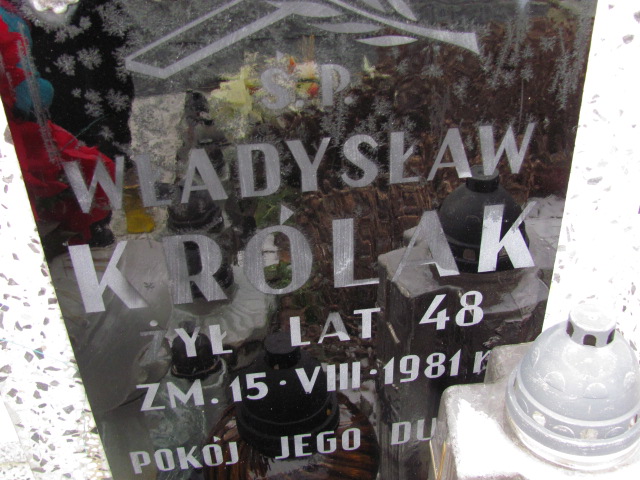 Ś.P.
WŁADYSŁAW
KRÓLAK
ŻYŁ LAT 48
ZM. 15·VIII·1981
POKÓJ JEGO